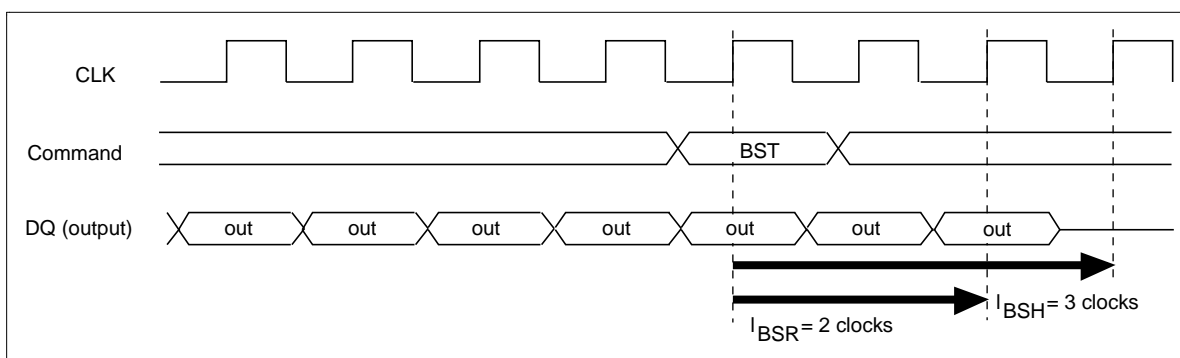 CLK
Command
BST
DQ (output)
out
out
out
out
out
out
out
lBSH = 3 clocks
lBSR = 2 clocks